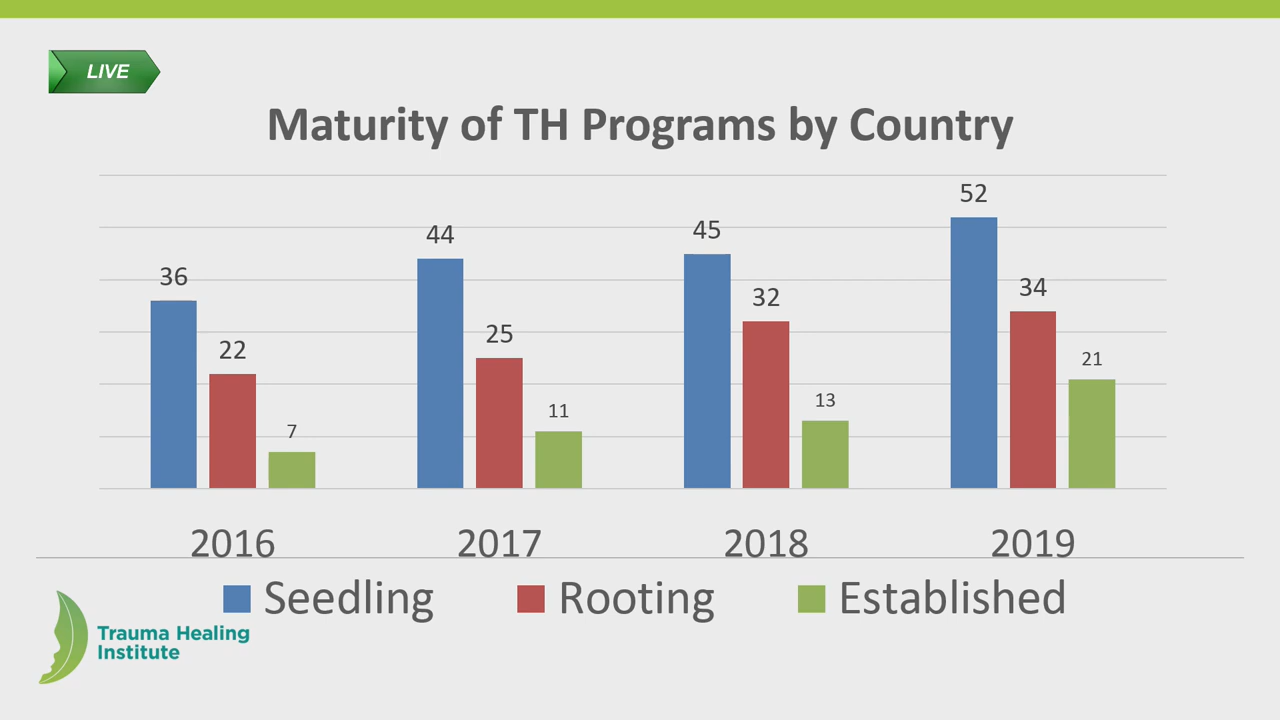 LIVE
Maturity of TH Programs by Country
52
44
45
36
34
32
25
22
21
13
11
7
2016 2017 2018 2019
Seedling Rooting Established
Trauma Healing
Institute